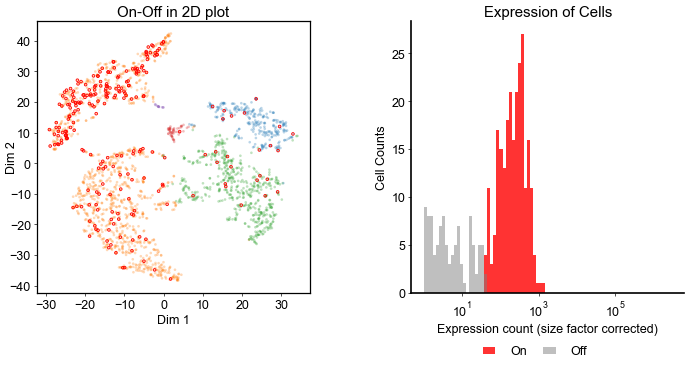 On-Off in 2D plot
Dim 2
40
30
20
10
0
−10
−20
−30
−40
−30 −20 −10 0 10 20 30
Dim 1
Expression of Cells
Cell Counts
25
20
15
10
5
0
10^1 10^3 10^5
Expression count (size factor corrected)
On Off